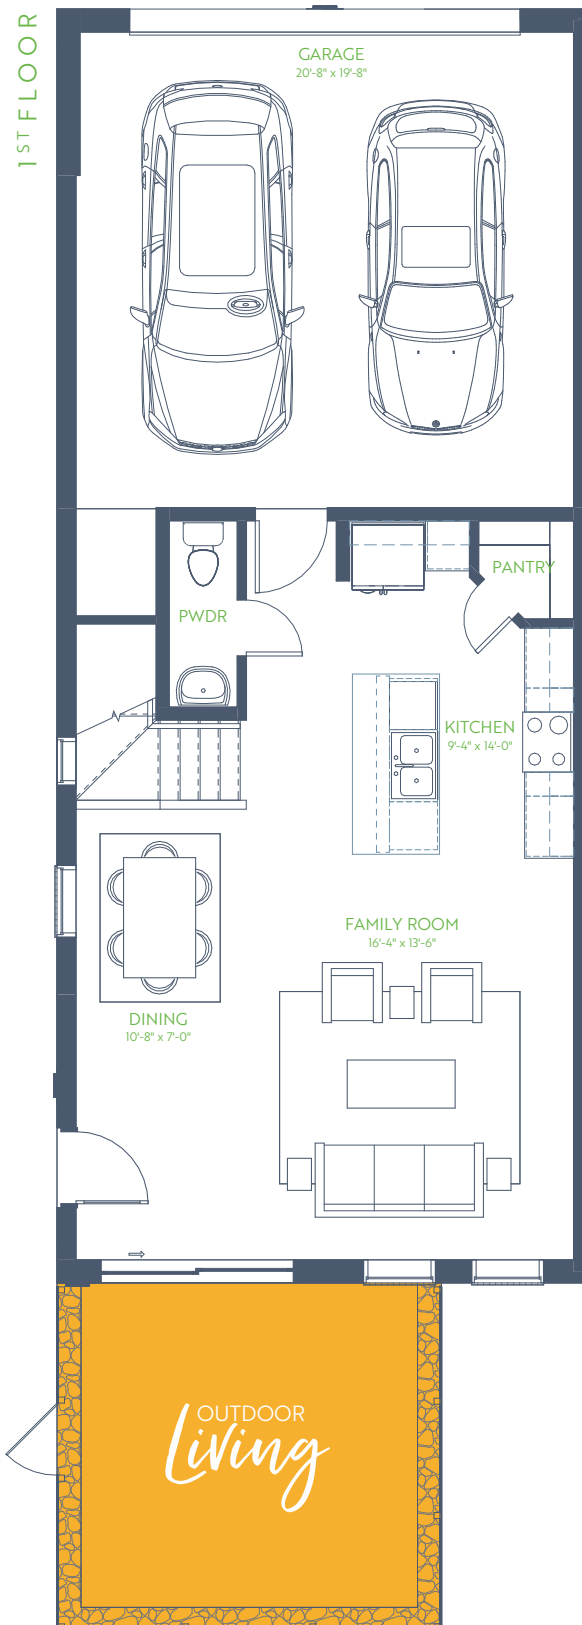 1ST FLOOR
GARAGE
20'-8" x 19'-8"
PANTRY
PWDR
KITCHEN
9'-4" x 14'-0"
FAMILY ROOM
16'-4" x 13'-6"
DINING
10'-8" x 7'-0"
OUTDOOR
Living